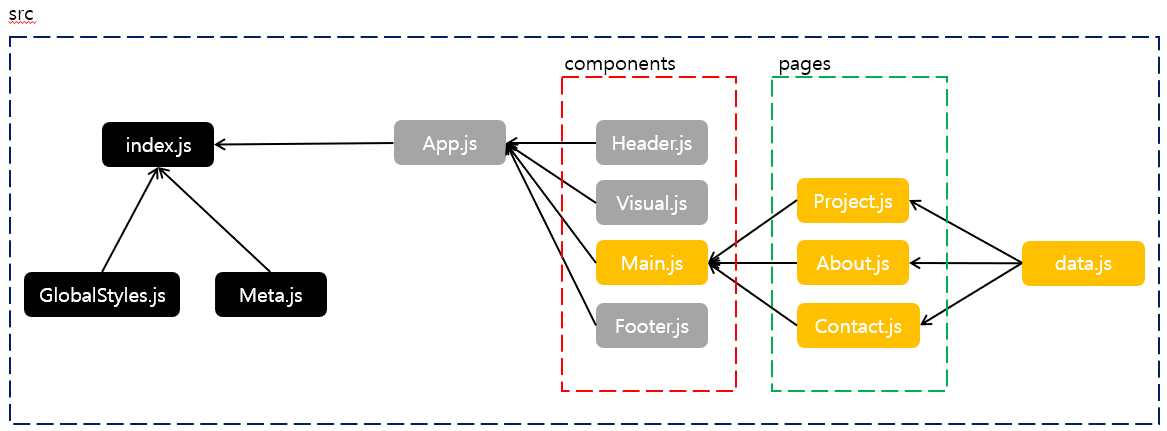 src
components
pages
index.js
App.js
Header.js
Visual.js
Project.js
Main.js
About.js
data.js
GlobalStyles.js
Meta.js
Footer.js
Contact.js